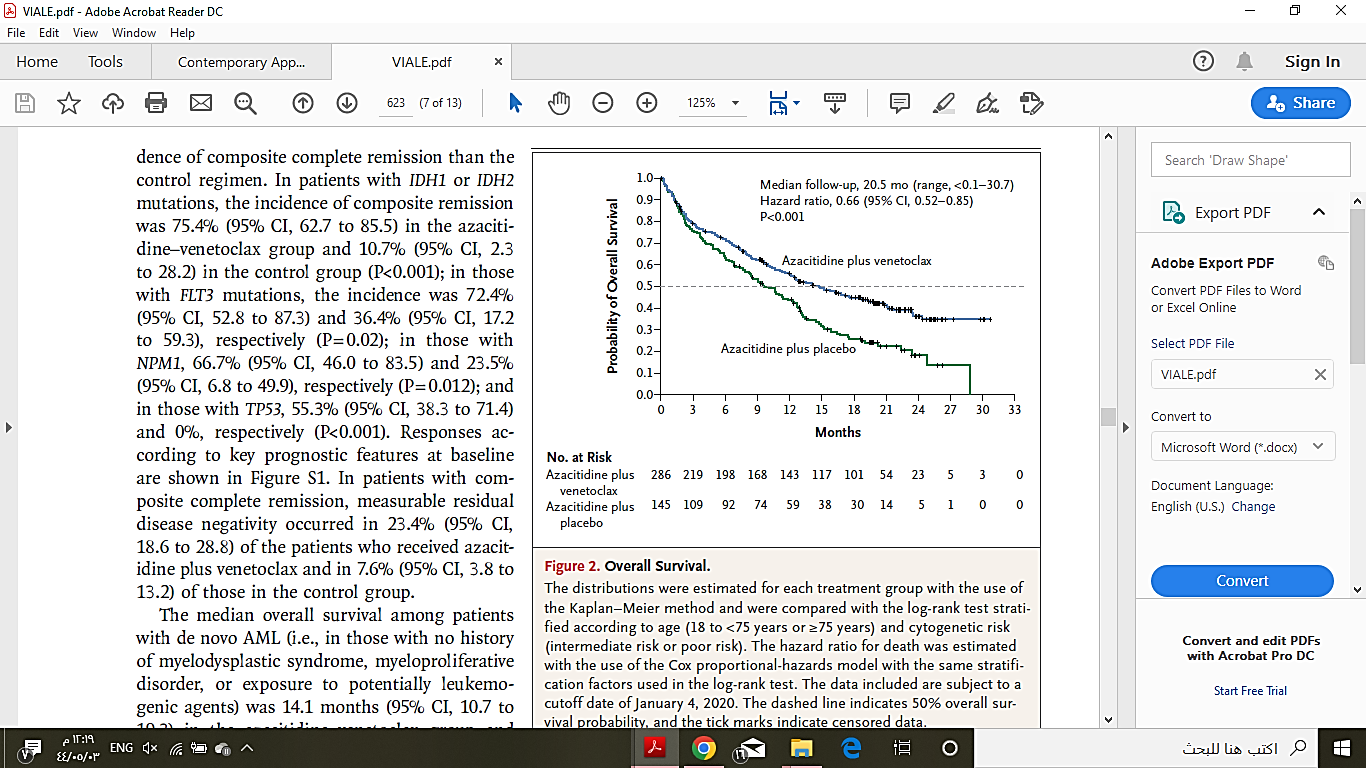 VIALE.pdf - Adobe Acrobat Reader DC
File Edit View Window Help
Home Tools Contemporary App... VIALE.pdf × Sign In
623 (7 of 13) 125% Share
dence of composite complete remission than the
control regimen. In patients with IDH1 or IDH2
mutations, the incidence of composite remission
was 75.4% (95% CI, 62.7 to 85.5) in the azaciti-
dine–venetoclax group and 10.7% (95% CI, 2.3
to 28.2) in the control group (P<0.001); in those
with FLT3 mutations, the incidence was 72.4%
(95% CI, 52.8 to 87.3) and 36.4% (95% CI, 17.2
to 59.3), respectively (P=0.02); in those with
NPM1, 66.7% (95% CI, 46.0 to 83.5) and 23.5%
(95% CI, 6.8 to 49.9), respectively (P=0.012); and
in those with TP53, 55.3% (95% CI, 38.3 to 71.4)
and 0%, respectively (P<0.001). Responses ac-
cording to key prognostic features at baseline
are shown in Figure S1. In patients with com-
posite complete remission, measurable residual
disease negativity occurred in 23.4% (95% CI,
18.6 to 28.8) of the patients who received azacit-
idine plus venetoclax and in 7.6% (95% CI, 3.8 to
13.2) of those in the control group.
The median overall survival among patients
with de novo AML (i.e., in those with no history
of myelodysplastic syndrome, myeloproliferative
disorder, or exposure to potentially leukemo-
genic agents) was 14.1 months (95% CI, 10.7 to
Probability of Overall Survival
1.0
0.9
0.8
0.7
0.6
0.5
0.4
0.3
0.2
0.1
0.0
Median follow-up, 20.5 mo (range, <0.1–30.7)
Hazard ratio, 0.66 (95% CI, 0.52–0.85)
P<0.001
Azacitidine plus venetoclax
Azacitidine plus placebo
0 3 6 9 12 15 18 21 24 27 30 33
Months
No. at Risk
Azacitidine plus 286 219 198 168 143 117 101 54 23 5 3 0
venetoclax
Azacitidine plus 145 109 92 74 59 38 30 14 5 1 0 0
placebo
Figure 2. Overall Survival.
The distributions were estimated for each treatment group with the use of
the Kaplan–Meier method and were compared with the log-rank test strati-
fied according to age (18 to <75 years or ≥75 years) and cytogenetic risk
(intermediate risk or poor risk). The hazard ratio for death was estimated
with the use of the Cox proportional-hazards model with the same stratifi-
cation factors used in the log-rank test. The data included are subject to a
cutoff date of January 4, 2020. The dashed line indicates 50% overall sur-
vival probability, and the tick marks indicate censored data.
Search 'Draw Shape'
Export PDF
Adobe Export PDF
Convert PDF Files to Word
or Excel Online
Select PDF File
VIALE.pdf
Convert to
Microsoft Word (*.docx)
Document Language:
English (U.S.) Change
Convert
Convert and edit PDFs
with Acrobat Pro DC
Start Free Trial
١٢:١٩ م
٤٤/٠٥/٠٣
ENG
اكتب هنا للبحث